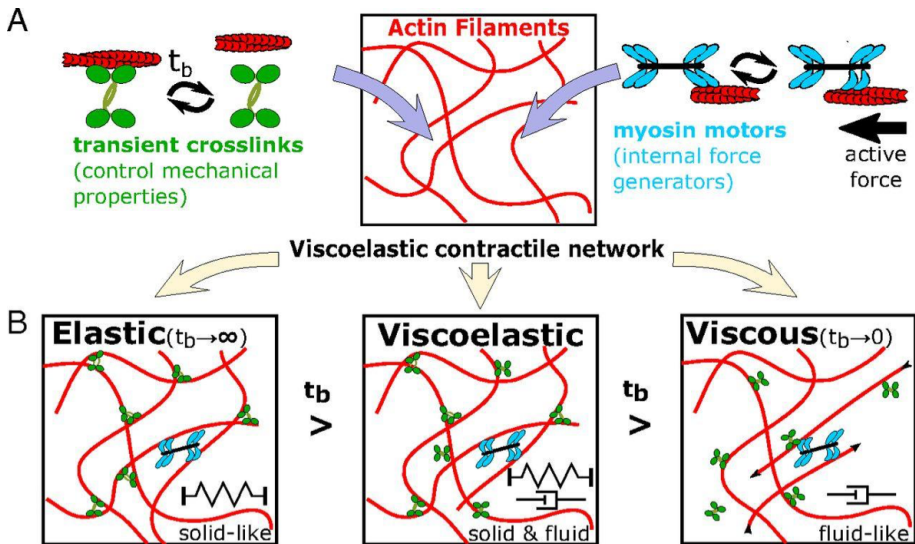 A
Actin Filaments
t_b
transient crosslinks
(control mechanical
properties)
myosin motors
(internal force
generators)
active
force
Viscoelastic contractile network
B
Elastic(t_b→∞)
solid-like
t_b
>
Viscoelastic
solid & fluid
t_b
>
Viscous(t_b→0)
fluid-like